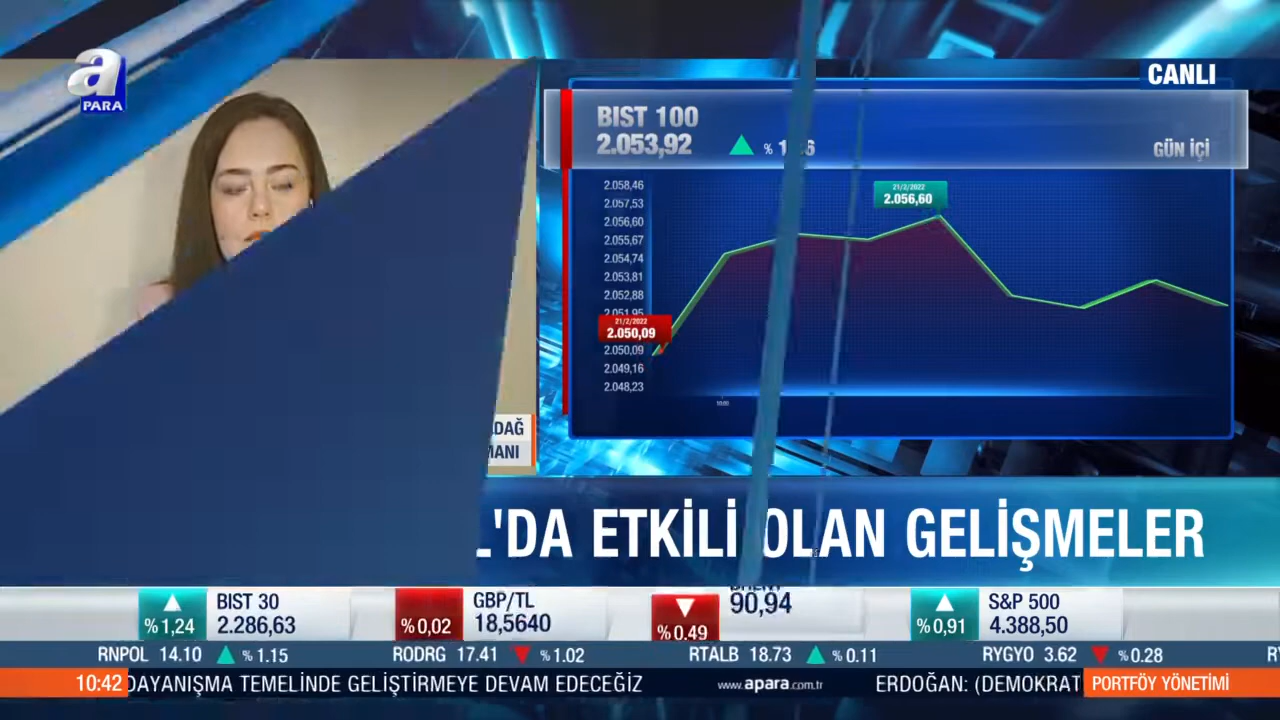 a
PARA
CANLI
BIST 100
2.053,92
%
GÜN İÇİ
2.058,46
2.057,53
2.056,60
2.055,67
2.054,74
2.053,81
2.052,88
2.051,95
2.050,09
2.049,16
2.048,23
21/2/2022
2.056,60
21/2/2022
2.050,09
'DA ETKİLİ OLAN GELİŞMELER
%1,24
BIST 30
2.286,63
%0,02
GBP/TL
18,5640
%0.49
90,94
%0,91
S&P 500
4.388,50
RNPOL 14.10 %1.15
RODRG 17.41 %1.02
RTALB 18.73 %0.11
RYGYO 3.62 %0.28
10:42
DAYANIŞMA TEMELİNDE GELİŞTİRMEYE DEVAM EDECEĞİZ
www.apara.com.tr
ERDOĞAN: (DEMOKRAT
PORTFÖY YÖNETİMİ